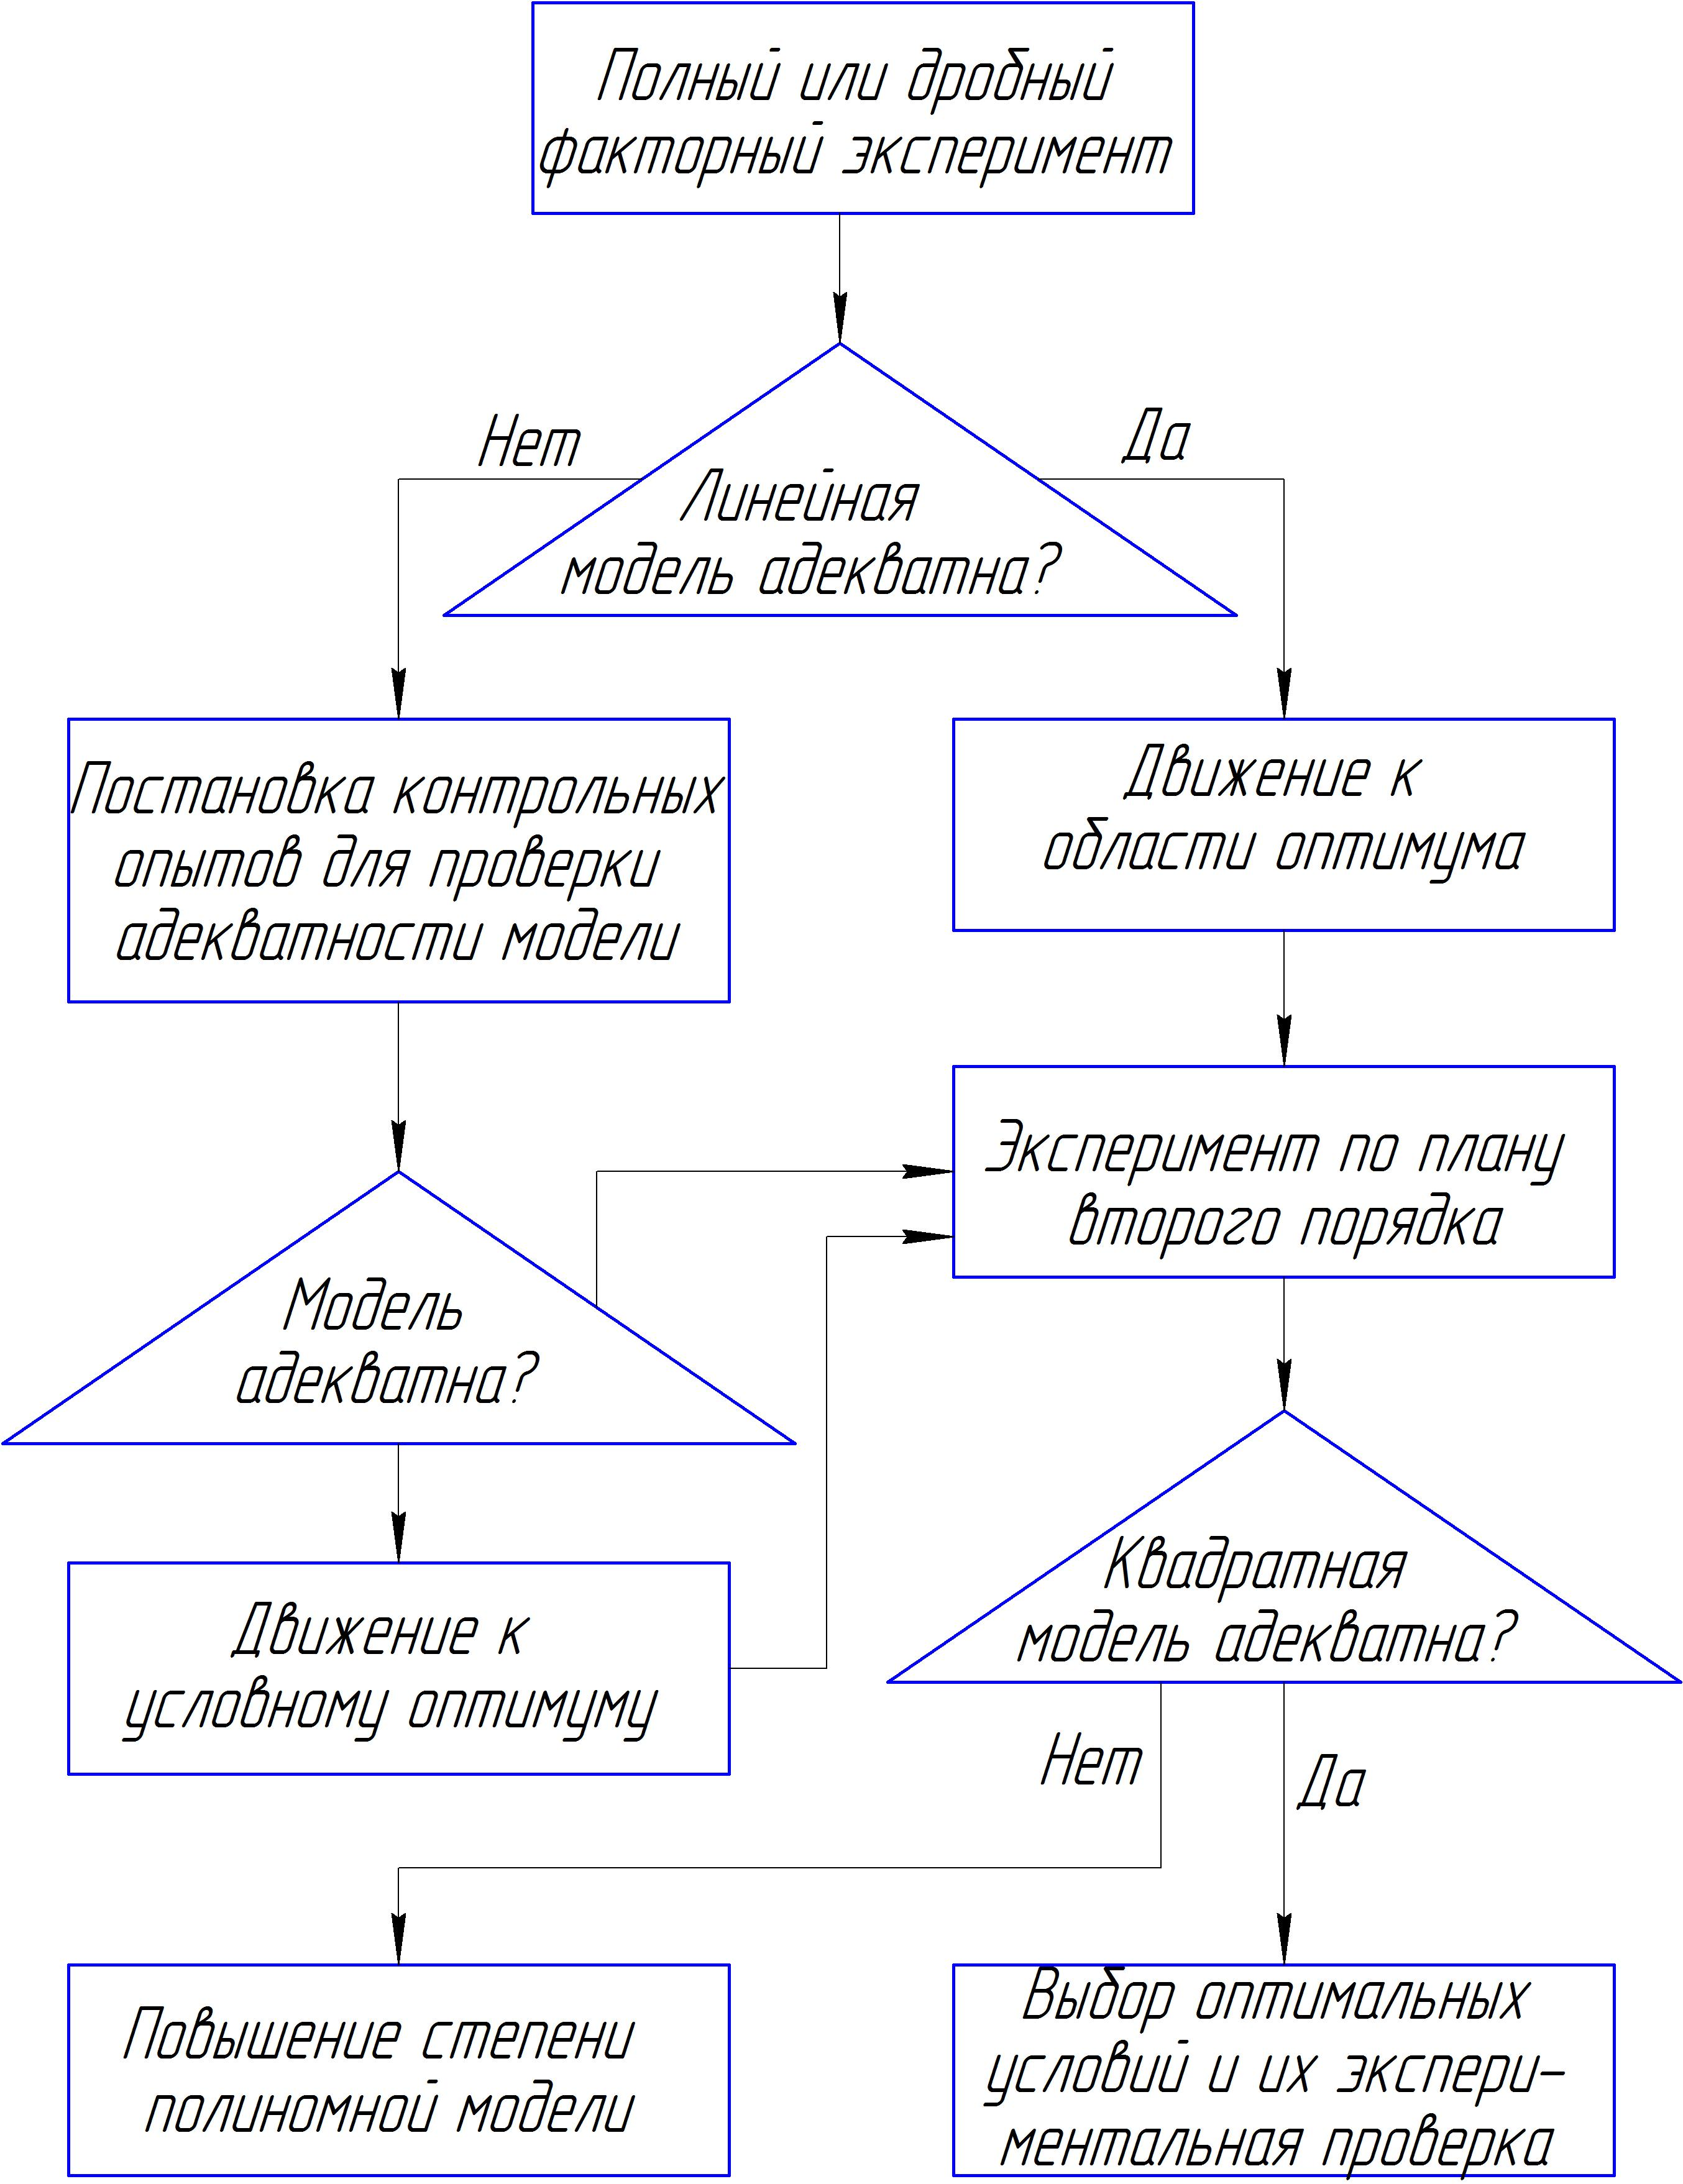 Полный или дробный
факторный эксперимент
Нет
Да
Линейная
модель адекватна?
Постановка контрольных
опытов для проверки
адекватности модели
Движение к
области оптимума
Эксперимент по плану
второго порядка
Модель
адекватна?
Квадратная
модель адекватна?
Движение к
условному оптимуму
Нет
Да
Повышение степени
полиномной модели
Выбор оптимальных
условий и их экспери-
ментальная проверка